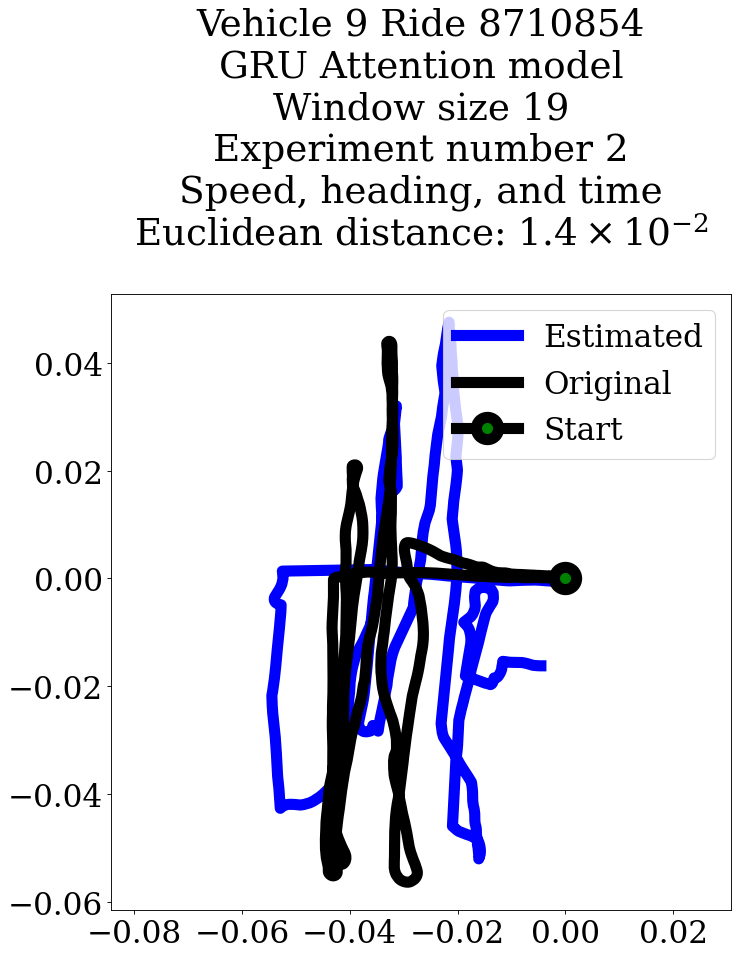 Vehicle 9 Ride 8710854
GRU Attention model
Window size 19
Experiment number 2
Speed, heading, and time
Euclidean distance: 1.4 × 10⁻²
Estimated
Original
Start
0.04
0.02
0.00
−0.02
−0.04
−0.06
−0.08 −0.06 −0.04 −0.02 0.00 0.02